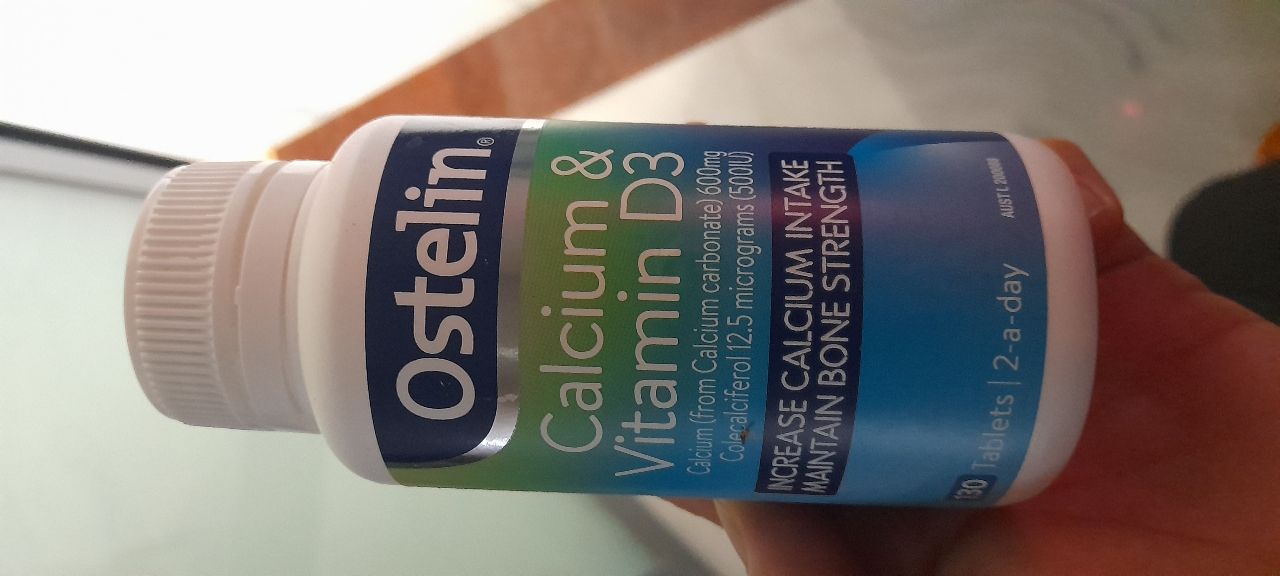 Ostelin®
Calcium &
Vitamin D3
Calcium (from Calcium carbonate) 600mg
Colecalciferol 12.5 micrograms (500IU)
INCREASE CALCIUM INTAKE
MAINTAIN BONE STRENGTH
130 Tablets | 2-a-day